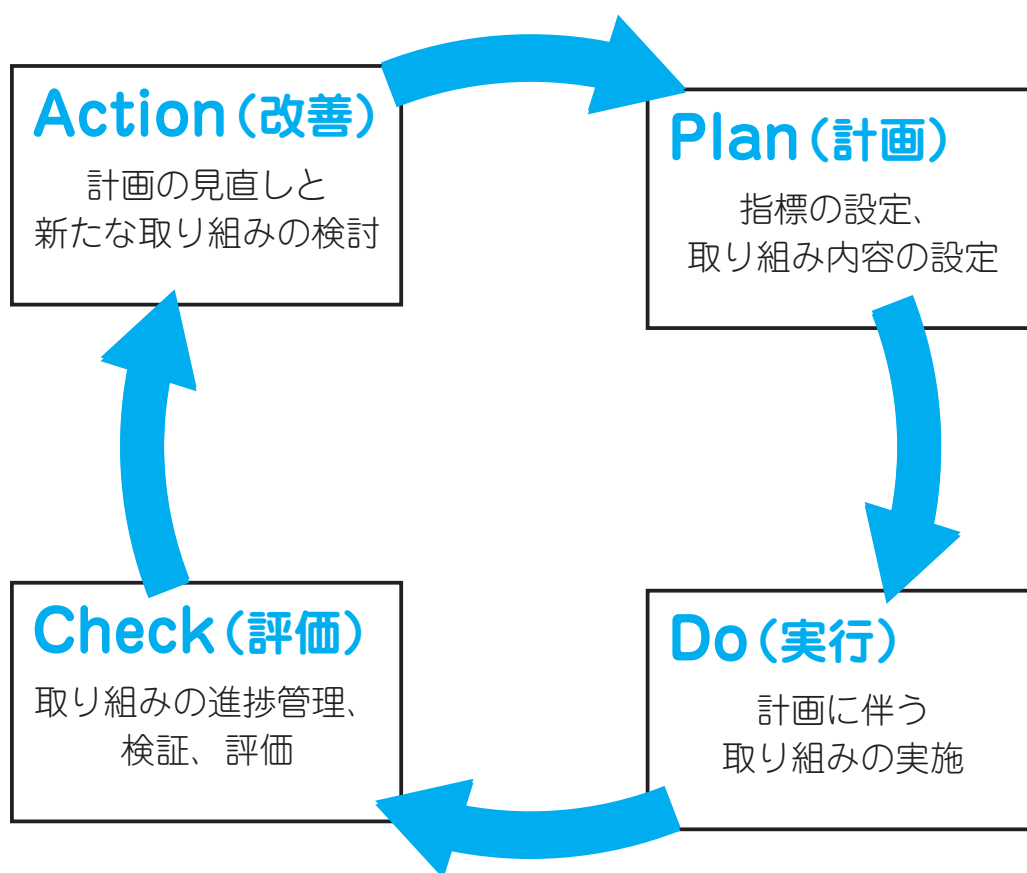 Action（改善）
計画の見直しと
新たな取り組みの検討
Plan（計画）
指標の設定、
取り組み内容の設定
Do（実行）
計画に伴う
取り組みの実施
Check（評価）
取り組みの進捗管理、
検証、評価